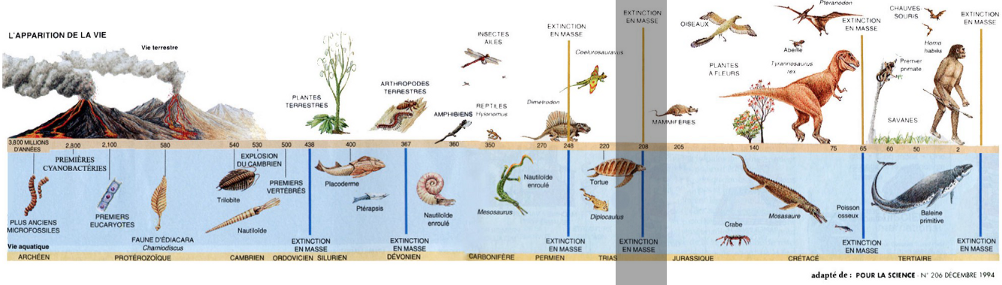 L'APPARITION DE LA VIE
Vie terrestre
PLANTES
TERRESTRES
ARTHROPODES
TERRESTRES
AMPHIBIENS
INSECTES
AILÉS
REPTILES
Hylonomus
EXTINCTION
EN MASSE
Coelurosauravus
Dimetrodon
EXTINCTION
EN MASSE
OISEAUX
MAMMIFÈRES
PLANTES
À FLEURS
Pteranodon
Abeille
Tyrannosaurus
rex
EXTINCTION
EN MASSE
CHAUVES-
SOURIS
Premier
primate
Homo
habilis
SAVANES
EXTINCTION
EN MASSE
3,800 MILLIONS
D'ANNÉES
2,800
2,100
580
540
530
500
438
400
367
350
270
248
220
208
205
140
75
65
60
50
2
PREMIÈRES
CYANOBACTÉRIES
PLUS ANCIENS
MICROFOSSILES
PREMIERS
EUCARYOTES
FAUNE D'ÉDIACARA
Charniodiscus
EXPLOSION
DU CAMBRIEN
Trilobite
Nautiloïde
PREMIERS
VERTÉBRÉS
EXTINCTION
EN MASSE
Placoderme
Ptérapsis
EXTINCTION
EN MASSE
Nautiloïde
enroulé
Mesosaurus
Nautiloïde
enroulé
EXTINCTION
EN MASSE
Tortue
Diplocaulus
EXTINCTION
EN MASSE
Crabe
Mosasaure
Poisson
osseux
EXTINCTION
EN MASSE
Baleine
primitive
EXTINCTION
EN MASSE
Vie aquatique
ARCHÉEN
PROTÉROZOÏQUE
CAMBRIEN
ORDOVICIEN
SILURIEN
DÉVONIEN
CARBONIFÈRE
PERMIEN
TRIAS
JURASSIQUE
CRÉTACÉ
TERTIAIRE
adapté de : POUR LA SCIENCE - N° 206 DECEMBRE 1994